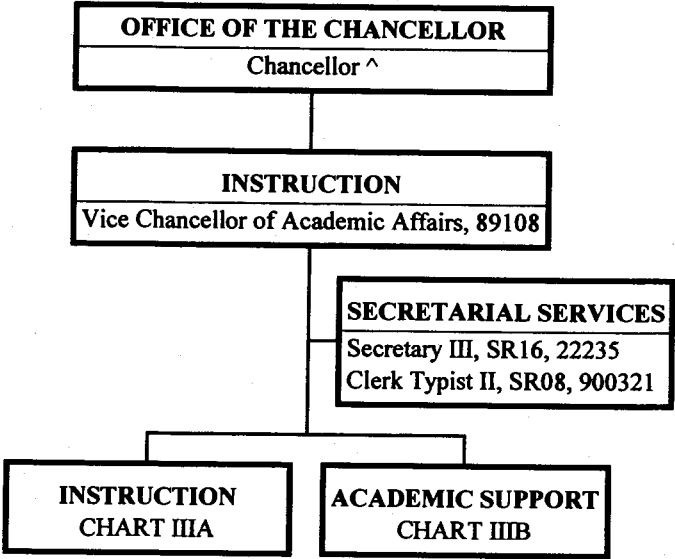 OFFICE OF THE CHANCELLOR
Chancellor ^
INSTRUCTION
Vice Chancellor of Academic Affairs, 89108
SECRETARIAL SERVICES
Secretary III, SR16, 22235
Clerk Typist II, SR08, 900321
INSTRUCTION
CHART IIIA
ACADEMIC SUPPORT
CHART IIIB